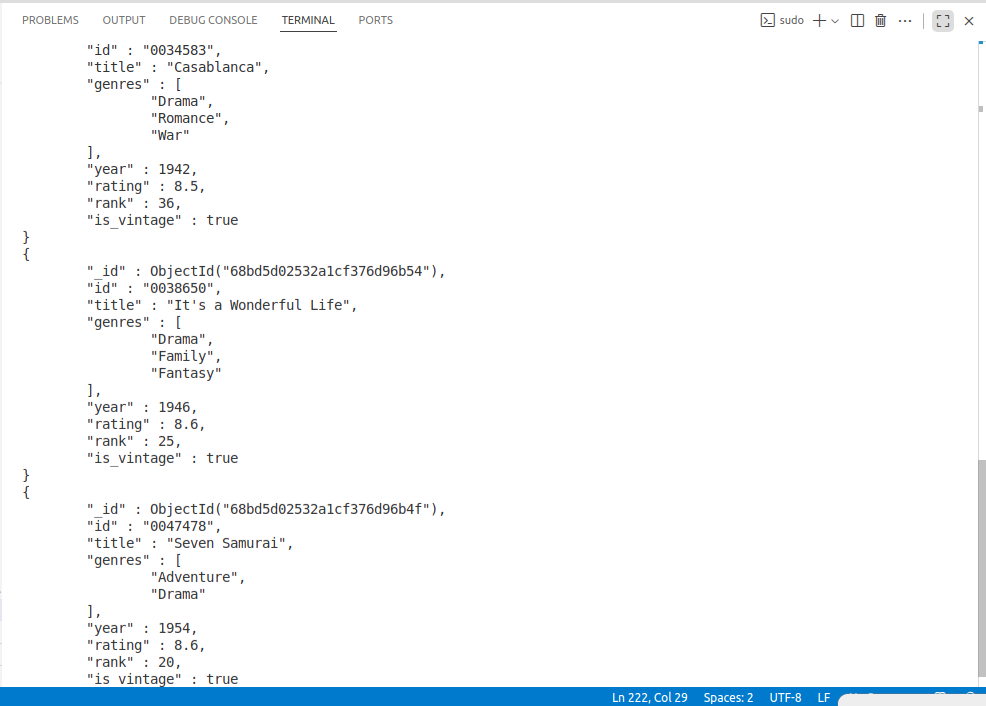 PROBLEMS OUTPUT DEBUG CONSOLE TERMINAL PORTS sudo
"id" : "0034583",
"title" : "Casablanca",
"genres" : [
"Drama",
"Romance",
"War"
],
"year" : 1942,
"rating" : 8.5,
"rank" : 36,
"is_vintage" : true
}
{
"_id" : ObjectId("68bd5d02532a1cf376d96b54"),
"id" : "0038650",
"title" : "It's a Wonderful Life",
"genres" : [
"Drama",
"Family",
"Fantasy"
],
"year" : 1946,
"rating" : 8.6,
"rank" : 25,
"is_vintage" : true
}
{
"_id" : ObjectId("68bd5d02532a1cf376d96b4f"),
"id" : "0047478",
"title" : "Seven Samurai",
"genres" : [
"Adventure",
"Drama"
],
"year" : 1954,
"rating" : 8.6,
"rank" : 20,
"is_vintage" : true
Ln 222, Col 29 Spaces: 2 UTF-8 LF